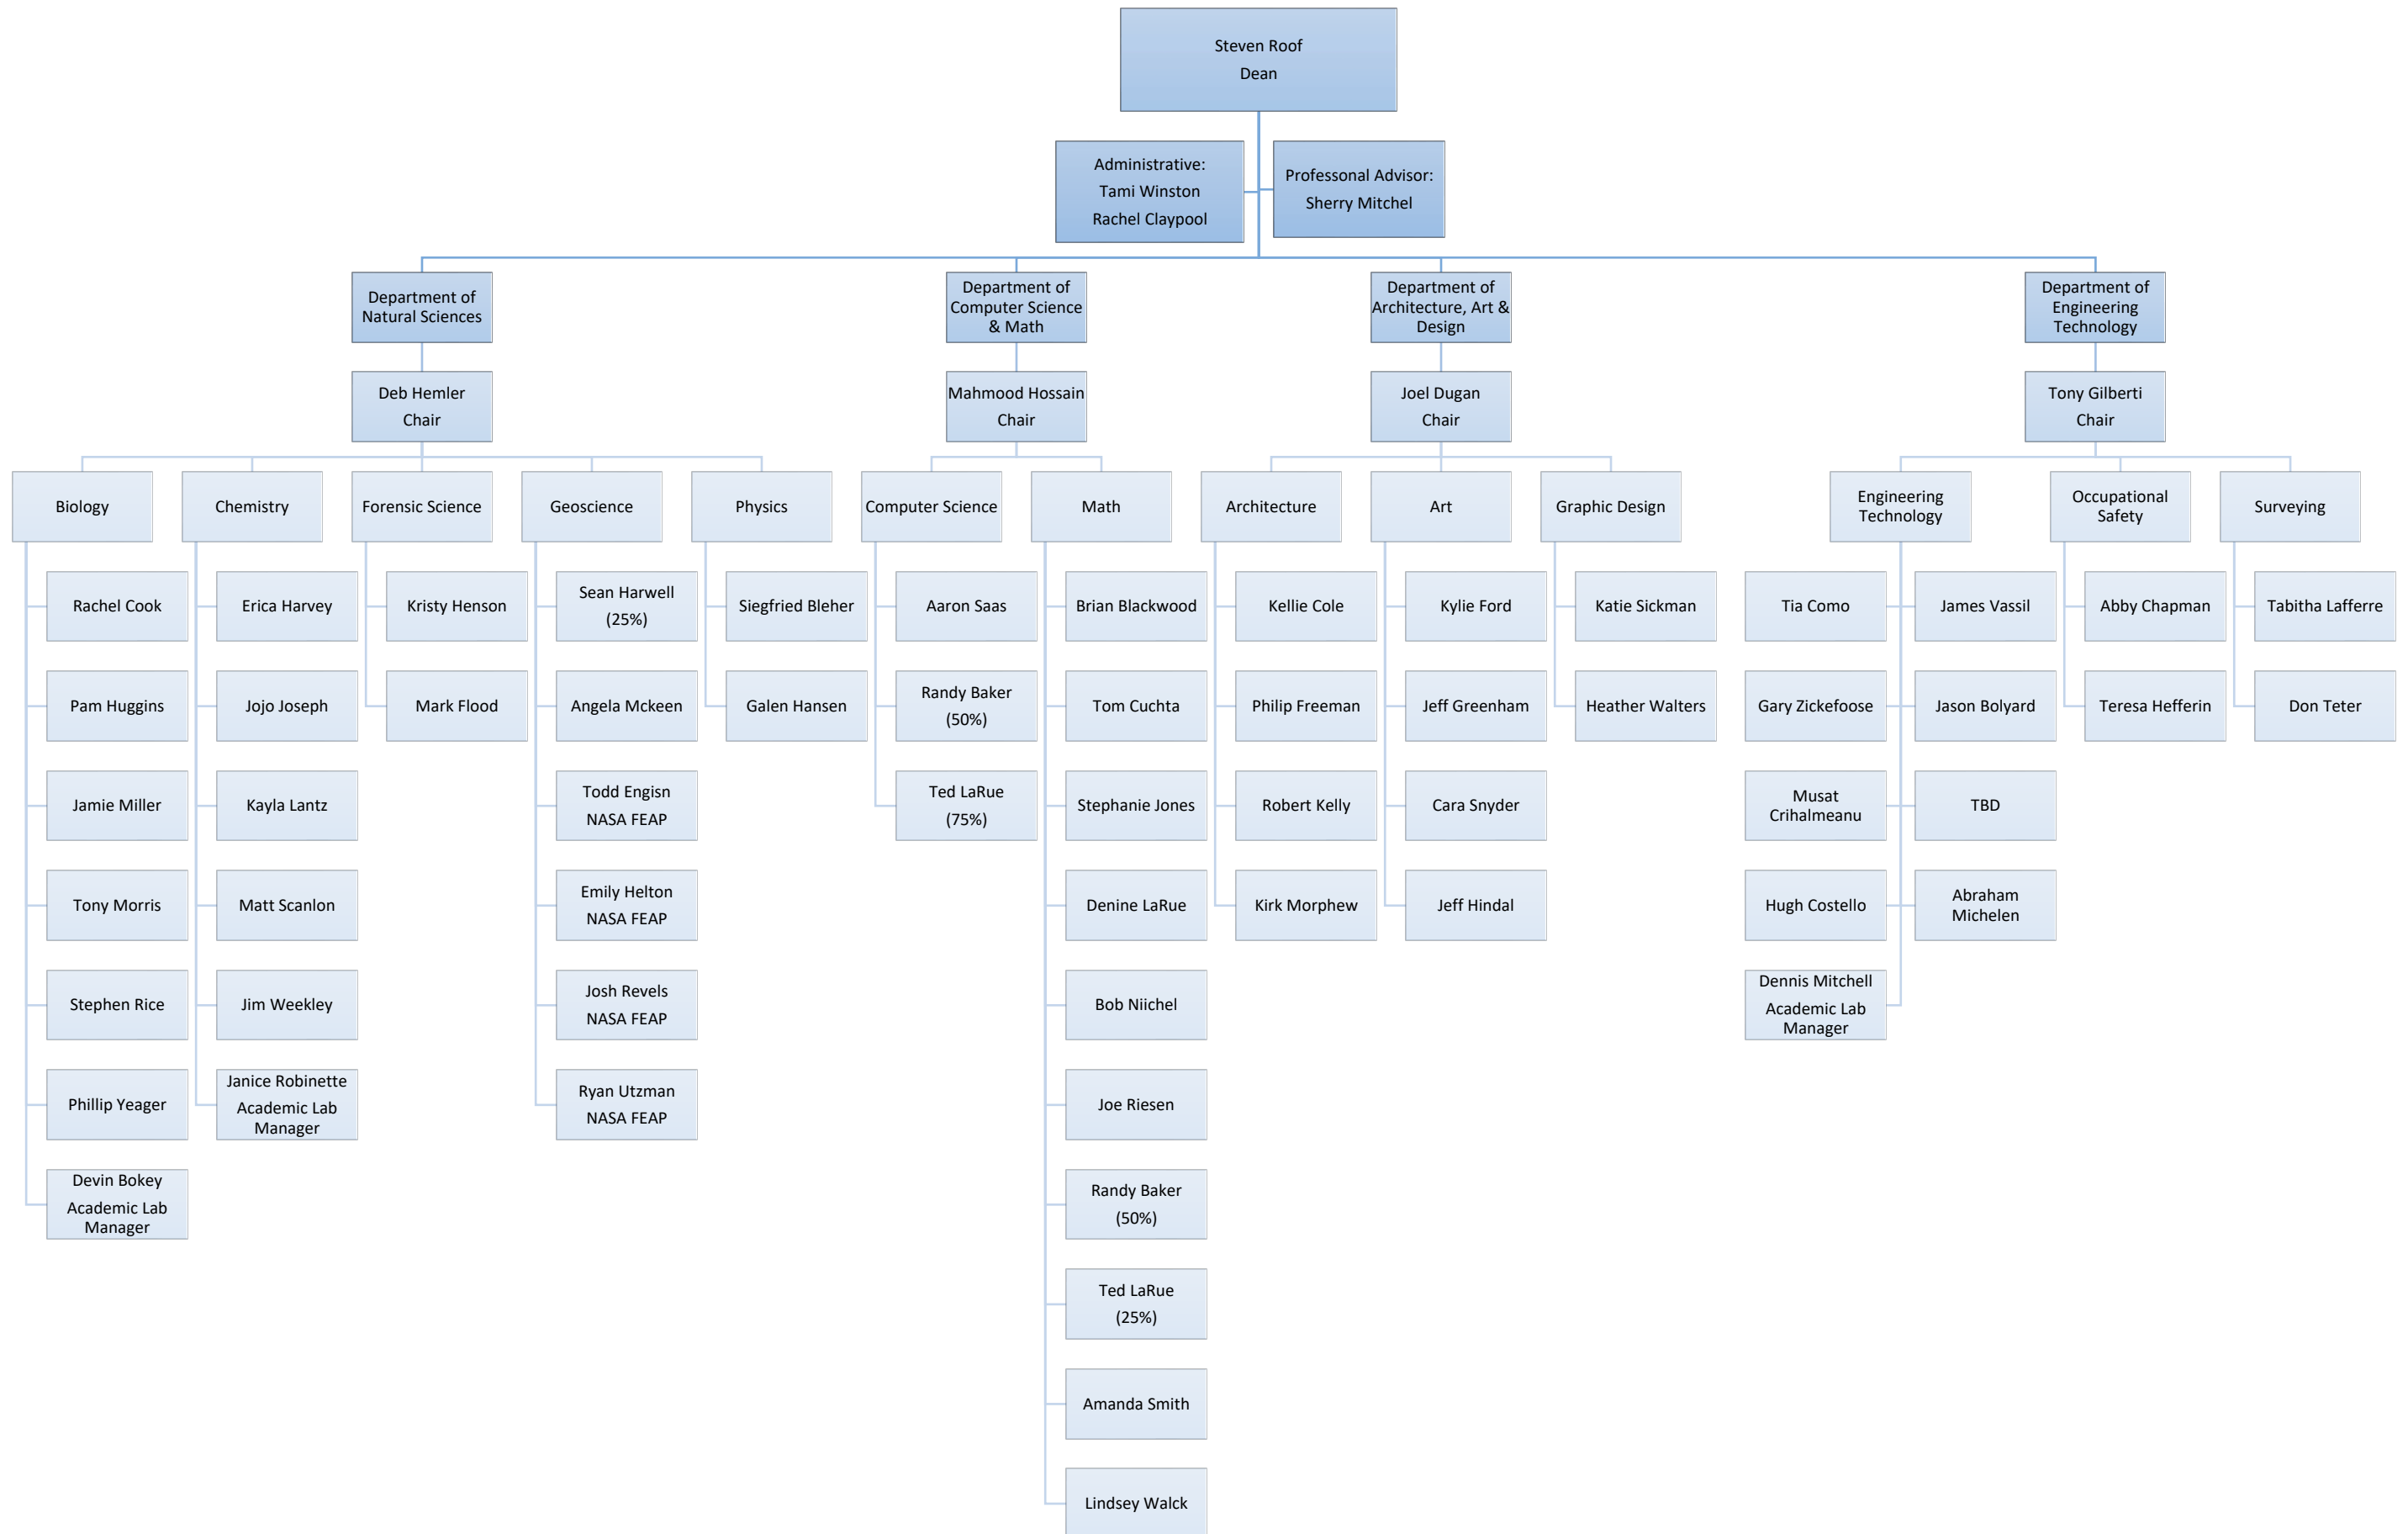 Steven Roof
Dean
Administrative:
Tami Winston
Rachel Claypool
Professonal Advisor:
Sherry Mitchel
Department of
Natural Sciences
Deb Hemler
Chair
Biology
Rachel Cook
Pam Huggins
Jamie Miller
Tony Morris
Stephen Rice
Phillip Yeager
Devin Bokey
Academic Lab
Manager
Chemistry
Erica Harvey
Jojo Joseph
Kayla Lantz
Matt Scanlon
Jim Weekley
Janice Robinette
Academic Lab
Manager
Forensic Science
Kristy Henson
Mark Flood
Geoscience
Sean Harwell
(25%)
Angela Mckeen
Todd Engisn
NASA FEAP
Emily Helton
NASA FEAP
Josh Revels
NASA FEAP
Ryan Utzman
NASA FEAP
Physics
Siegfried Bleher
Galen Hansen
Department of
Computer Science
& Math
Mahmood Hossain
Chair
Computer Science
Aaron Saas
Randy Baker
(50%)
Ted LaRue
(75%)
Math
Brian Blackwood
Tom Cuchta
Stephanie Jones
Denine LaRue
Bob Niichel
Joe Riesen
Randy Baker
(50%)
Ted LaRue
(25%)
Amanda Smith
Lindsey Walck
Department of
Architecture, Art &
Design
Joel Dugan
Chair
Architecture
Kellie Cole
Philip Freeman
Robert Kelly
Kirk Morphew
Art
Kylie Ford
Jeff Greenham
Cara Snyder
Jeff Hindal
Graphic Design
Katie Sickman
Heather Walters
Department of
Engineering
Technology
Tony Gilberti
Chair
Engineering
Technology
Tia Como
James Vassil
Gary Zickefoose
Jason Bolyard
Musat
Crihalmeanu
TBD
Hugh Costello
Abraham
Michelen
Dennis Mitchell
Academic Lab
Manager
Occupational
Safety
Abby Chapman
Teresa Hefferin
Surveying
Tabitha Lafferre
Don Teter